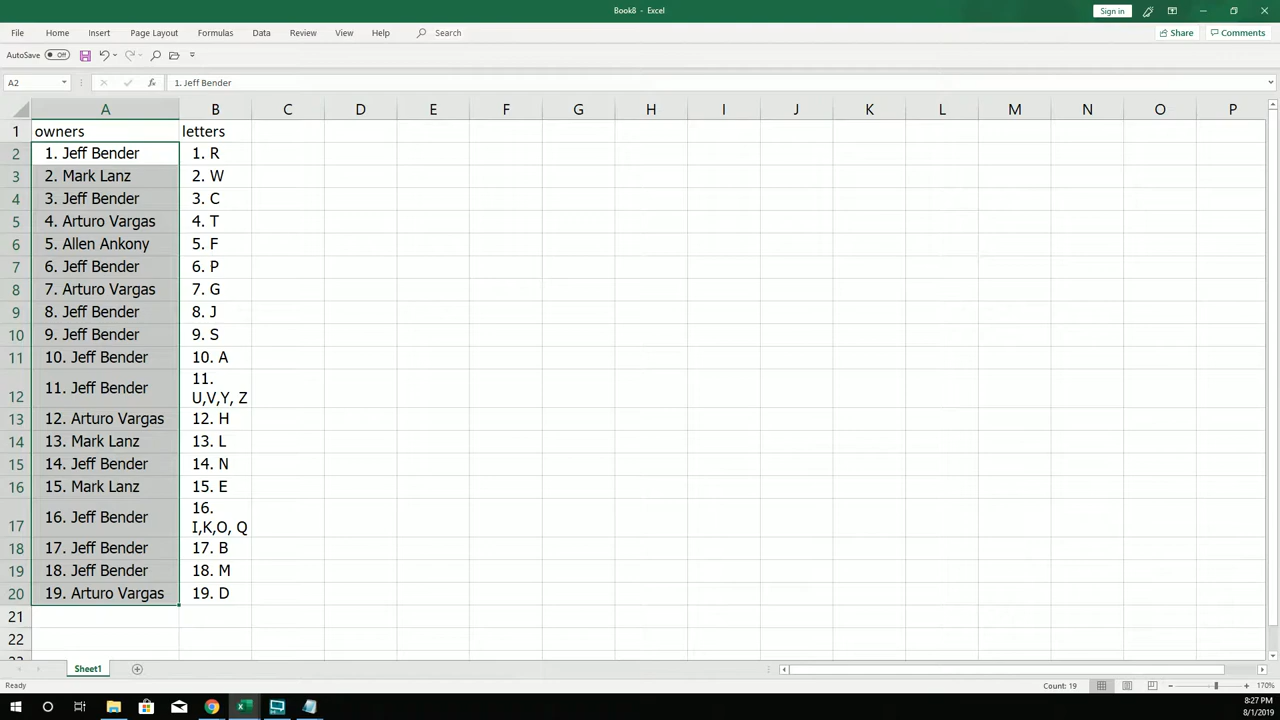 Book8 - Excel
Sign in
File Home Insert Page Layout Formulas Data Review View Help Search Share Comments
AutoSave Off
A2 fx 1. Jeff Bender
A B C D E F G H I J K L M N O P
1 owners letters
2 1. Jeff Bender 1. R
3 2. Mark Lanz 2. W
4 3. Jeff Bender 3. C
5 4. Arturo Vargas 4. T
6 5. Allen Ankony 5. F
7 6. Jeff Bender 6. P
8 7. Arturo Vargas 7. G
9 8. Jeff Bender 8. J
10 9. Jeff Bender 9. S
11 10. Jeff Bender 10. A
12 11. Jeff Bender 11.
U,V,Y, Z
13 12. Arturo Vargas 12. H
14 13. Mark Lanz 13. L
15 14. Jeff Bender 14. N
16 15. Mark Lanz 15. E
17 16. Jeff Bender 16.
I,K,O, Q
18 17. Jeff Bender 17. B
19 18. Jeff Bender 18. M
20 19. Arturo Vargas 19. D
21
22
Sheet1
Ready Count: 19 170%
8:27 PM
8/1/2019